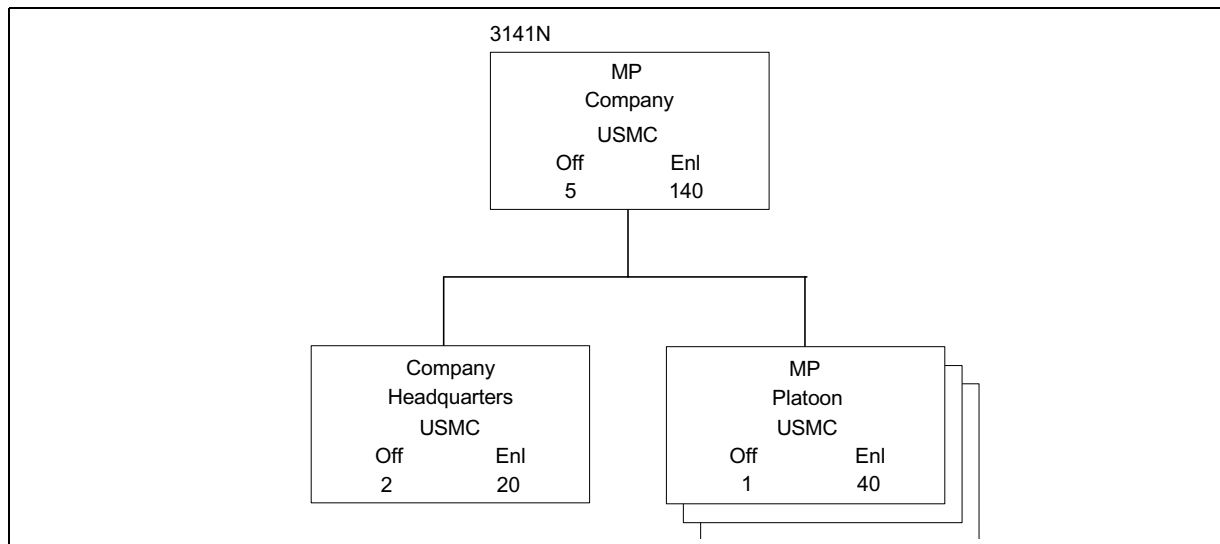 3141N
MP
Company
USMC
Off Enl
5 140
Company
Headquarters
USMC
Off Enl
2 20
MP
Platoon
USMC
Off Enl
1 40